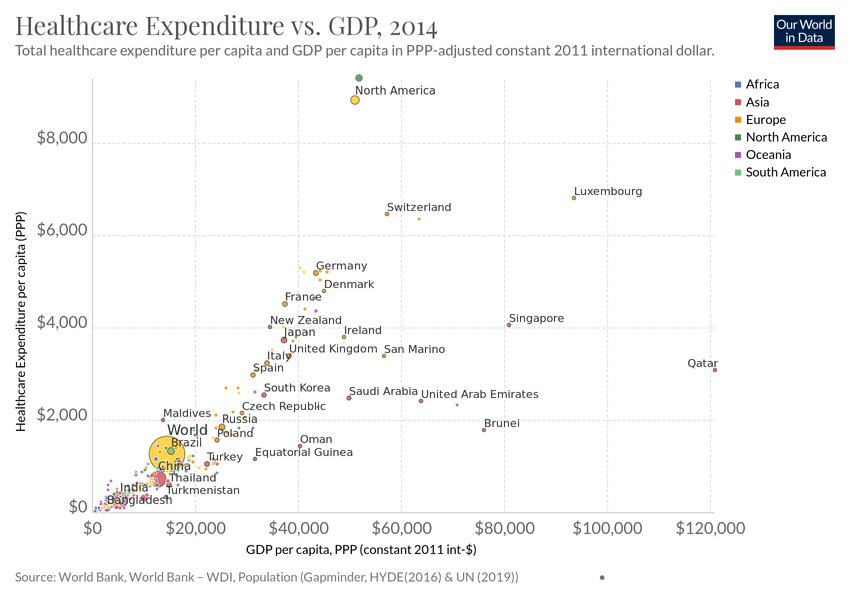 Healthcare Expenditure vs. GDP, 2014
Total healthcare expenditure per capita and GDP per capita in PPP-adjusted constant 2011 international dollar.
Our World
in Data
North America
Africa
Asia
Europe
North America
Oceania
South America
$8,000
Luxembourg
Switzerland
$6,000
Germany
Denmark
France
$4,000
New Zealand
Singapore
Ireland
Japan
United Kingdom
San Marino
Italy
Spain
Qatar
South Korea
Saudi Arabia
United Arab Emirates
Czech Republic
$2,000
Maldives
Russia
Brunei
World
Poland
Brazil
Oman
Equatorial Guinea
Turkey
China
Thailand
India
Turkmenistan
Bangladesh
$0
$0
$20,000
$40,000
$60,000
$80,000
$100,000
$120,000
Healthcare Expenditure per capita (PPP)
GDP per capita, PPP (constant 2011 int-$)
Source: World Bank, World Bank – WDI, Population (Gapminder, HYDE(2016) & UN (2019))